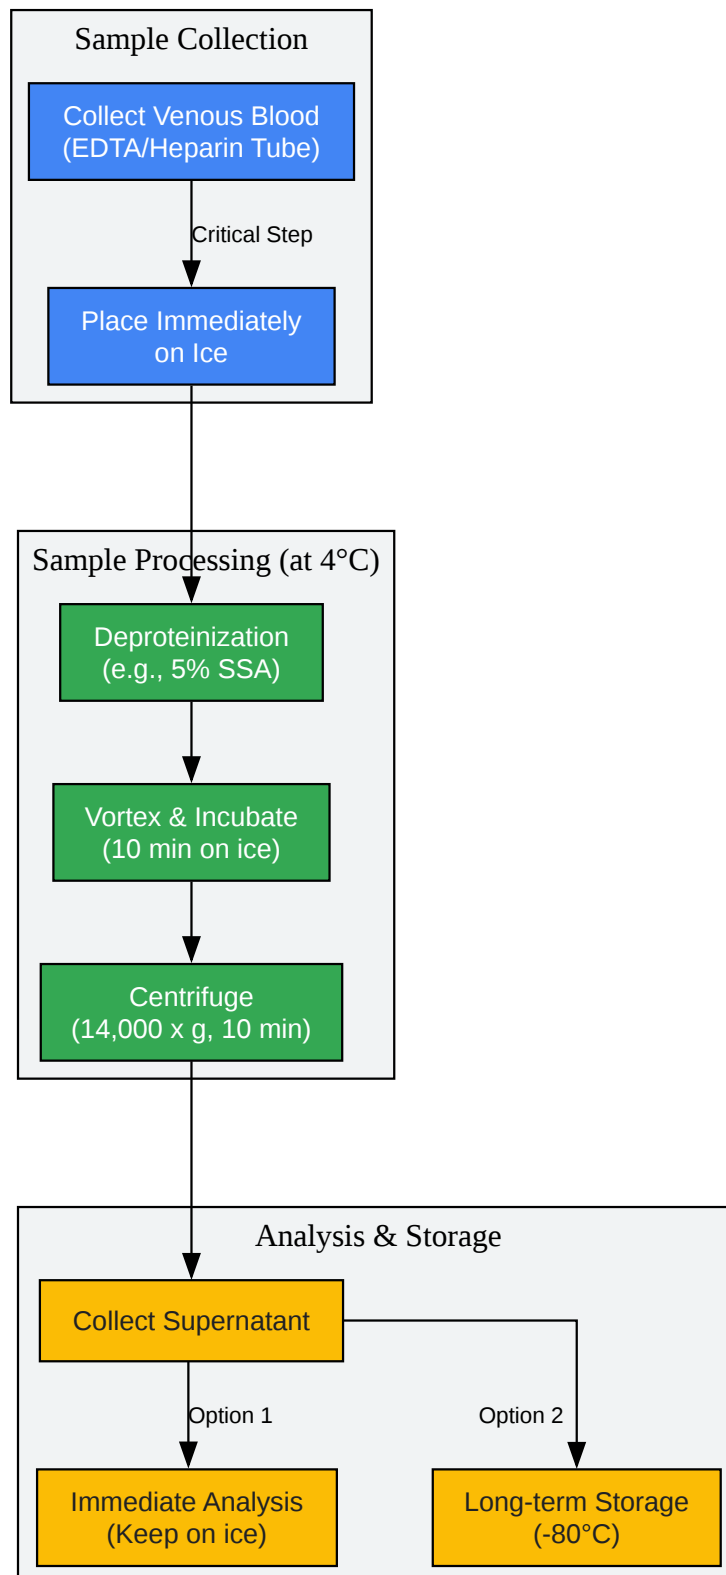 Sample Collection
Collect Venous Blood
(EDTA/Heparin Tube)
Critical Step
Place Immediately
on Ice
Sample Processing (at 4°C)
Deproteinization
(e.g., 5% SSA)
Vortex & Incubate
(10 min on ice)
Centrifuge
(14,000 x g, 10 min)
Analysis & Storage
Collect Supernatant
Option 1
Option 2
Immediate Analysis
(Keep on ice)
Long-term Storage
(-80°C)